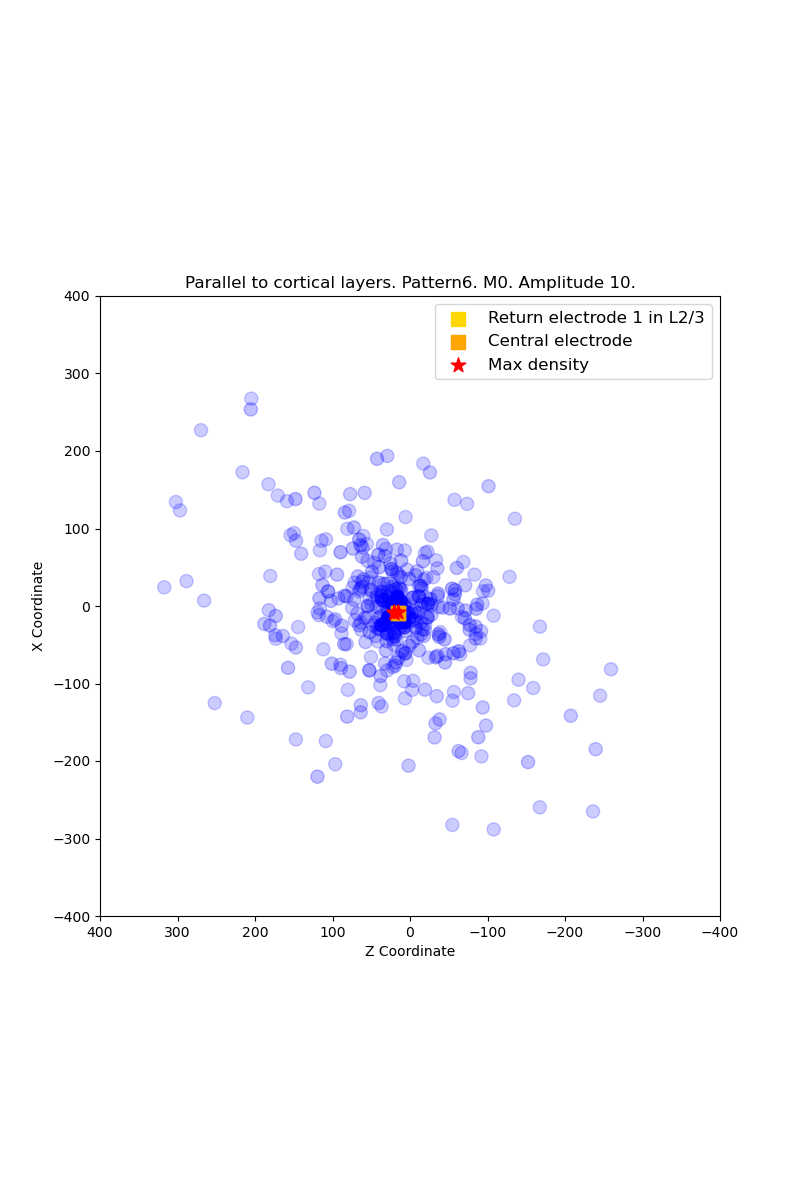 Parallel to cortical layers. Pattern6. M0. Amplitude 10.
Return electrode 1 in L2/3
Central electrode
Max density
400
300
200
100
0
−100
−200
−300
−400
X Coordinate
400 300 200 100 0 −100 −200 −300 −400
Z Coordinate